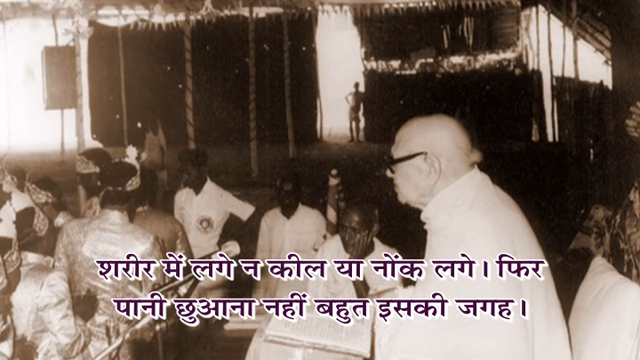 शरीर में लगे न कील या नोंक लगे। फिर
पानी छुआना नहीं बहुत इसकी जगह।